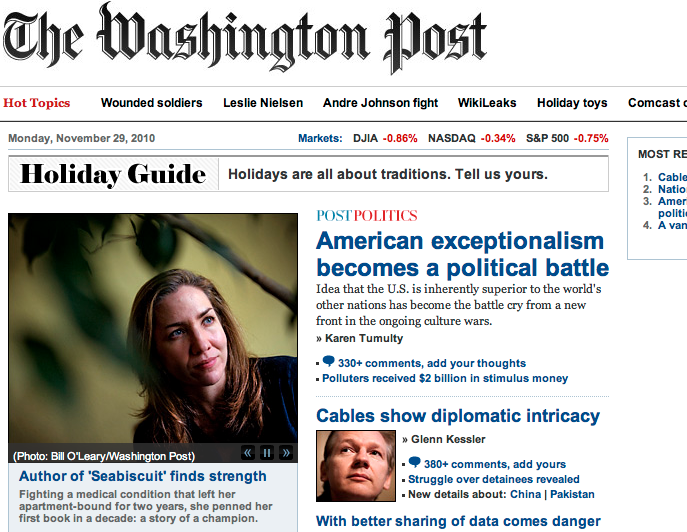 The Washington Post
Hot Topics Wounded soldiers Leslie Nielsen Andre Johnson fight WikiLeaks Holiday toys Comcast
Monday, November 29, 2010 Markets: DJIA -0.86% NASDAQ -0.34% S&P 500 -0.75%
Holiday Guide Holidays are all about traditions. Tell us yours.
(Photo: Bill O'Leary/Washington Post)
Author of 'Seabiscuit' finds strength
Fighting a medical condition that left her
apartment-bound for two years, she penned her
first book in a decade: a story of a champion.
POSTPOLITICS
American exceptionalism
becomes a political battle
Idea that the U.S. is inherently superior to the world's
other nations has become the battle cry from a new
front in the ongoing culture wars.
» Karen Tumulty
330+ comments, add your thoughts
Polluters received $2 billion in stimulus money
Cables show diplomatic intricacy
» Glenn Kessler
380+ comments, add yours
Struggle over detainees revealed
New details about: China | Pakistan
With better sharing of data comes danger
MOST RE
1. Cable
2. Natio
3. Ameri
politic
4. A van